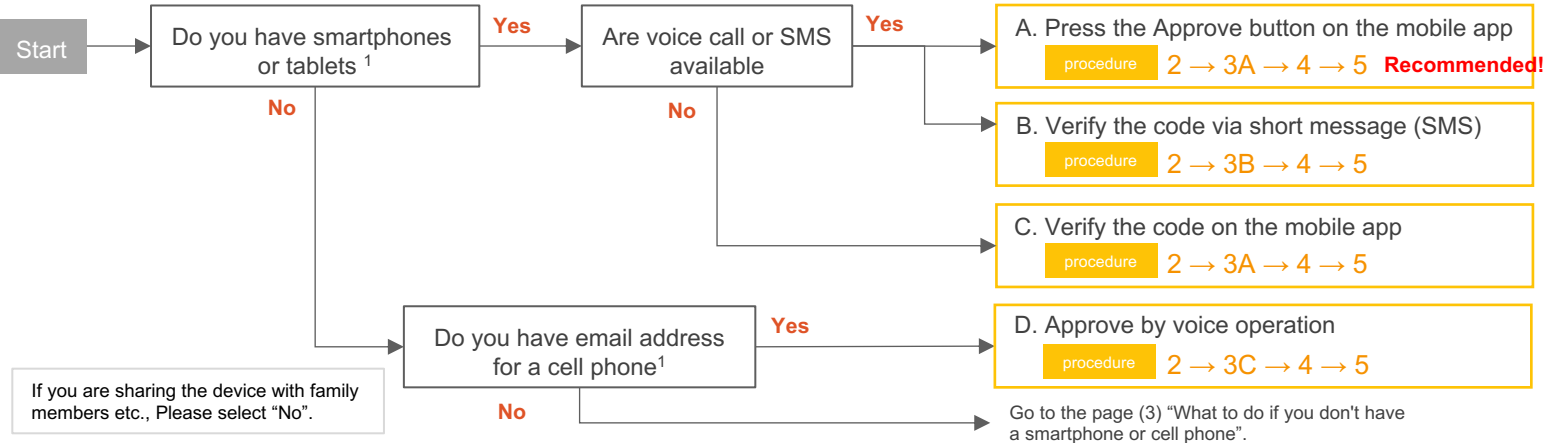 Start
Do you have smartphones
or tablets 1
Yes
No
Are voice call or SMS
available
Yes
No
A. Press the Approve button on the mobile app
procedure 2 → 3A → 4 → 5 Recommended!
B. Verify the code via short message (SMS)
procedure 2 → 3B → 4 → 5
C. Verify the code on the mobile app
procedure 2 → 3A → 4 → 5
Do you have email address
for a cell phone1
Yes
No
D. Approve by voice operation
procedure 2 → 3C → 4 → 5
If you are sharing the device with family
members etc., Please select “No”.
Go to the page (3) “What to do if you don't have
a smartphone or cell phone”.